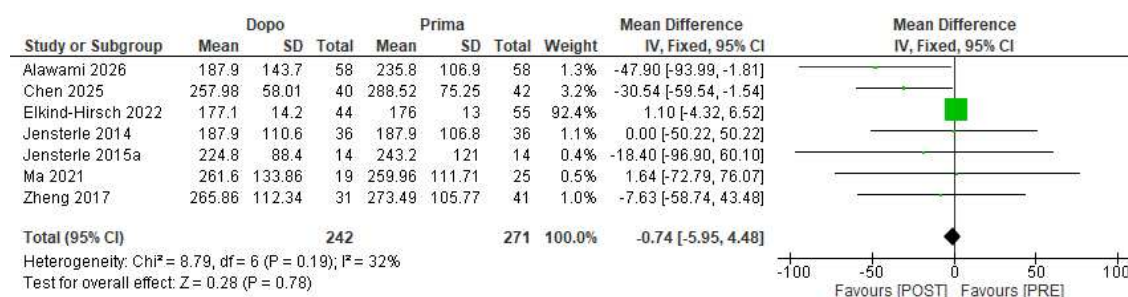 Dopo Prima Mean Difference Mean Difference
Study or Subgroup Mean SD Total Mean SD Total Weight IV, Fixed, 95% CI IV, Fixed, 95% CI
Alawami 2026 187.9 143.7 58 235.8 106.9 58 1.3% -47.90 [-93.99, -1.81]
Chen 2025 257.98 58.01 40 288.52 75.25 42 3.2% -30.54 [-59.54, -1.54]
Elkind-Hirsch 2022 177.1 14.2 44 176 13 55 92.4% 1.10 [-4.32, 6.52]
Jensterle 2014 187.9 110.6 36 187.9 106.8 36 1.1% 0.00 [-50.22, 50.22]
Jensterle 2015a 224.8 88.4 14 243.2 121 14 0.4% -18.40 [-96.90, 60.10]
Ma 2021 261.6 133.86 19 259.96 111.71 25 0.5% 1.64 [-72.79, 76.07]
Zheng 2017 265.86 112.34 31 273.49 105.77 41 1.0% -7.63 [-58.74, 43.48]
Total (95% CI) 242 271 100.0% -0.74 [-5.95, 4.48]
Heterogeneity: Chi² = 8.79, df = 6 (P = 0.19); I² = 32%
Test for overall effect: Z = 0.28 (P = 0.78)
-100 -50 0 50 100
Favours [POST] Favours [PRE]